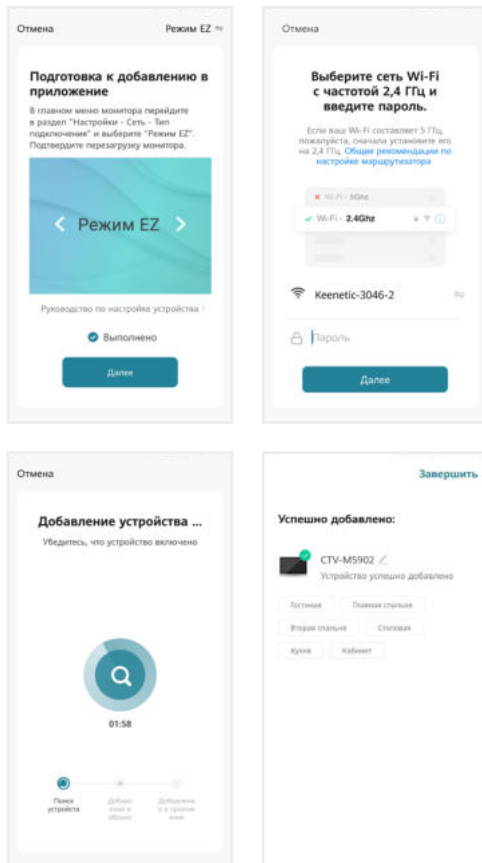 Отмена
Режим EZ
Подготовка к добавлению в
приложение
В главном меню монитора перейдите
в раздел "Настройки - Сеть - Тип
подключения" и выберите "Режим EZ".
Подтвердите перезагрузку монитора.
Режим EZ
Руководство по настройке устройства
Выполнено
Далее
Отмена
Выберите сеть Wi-Fi
с частотой 2,4 ГГц и
введите пароль.
Если ваш Wi-Fi составляет 5 ГГц,
пожалуйста, сначала установите его
на 2,4 ГГц. Общие рекомендации по
настройке маршрутизатора
Wi-Fi - 5Ghz
Wi-Fi - 2.4Ghz
Keenetic-3046-2
Пароль
Далее
Отмена
Добавление устройства ...
Убедитесь, что устройство включено
01:58
Поиск
устройств
Завершить
Успешно добавлено:
CTV-M5902
Устройство успешно добавлено
Гостиная
Главная спальня
Вторая спальня
Столовая
Кухня
Кабинет